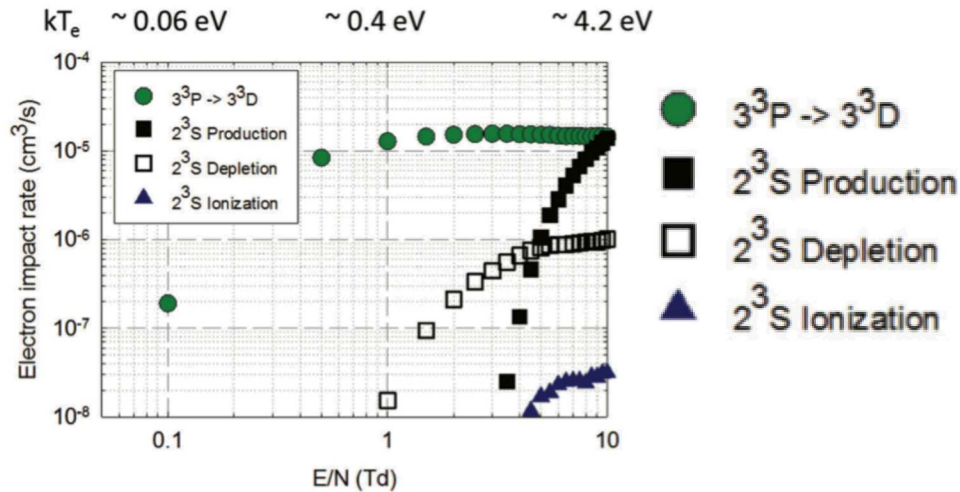 kTₑ ~ 0.06 eV ~ 0.4 eV ~ 4.2 eV
10⁻⁴
10⁻⁵
10⁻⁶
10⁻⁷
10⁻⁸
Electron impact rate (cm³/s)
3³P -> 3³D
2³S Production
2³S Depletion
2³S Ionization
0.1 1 10
E/N (Td)
3³P -> 3³D
2³S Production
2³S Depletion
2³S Ionization